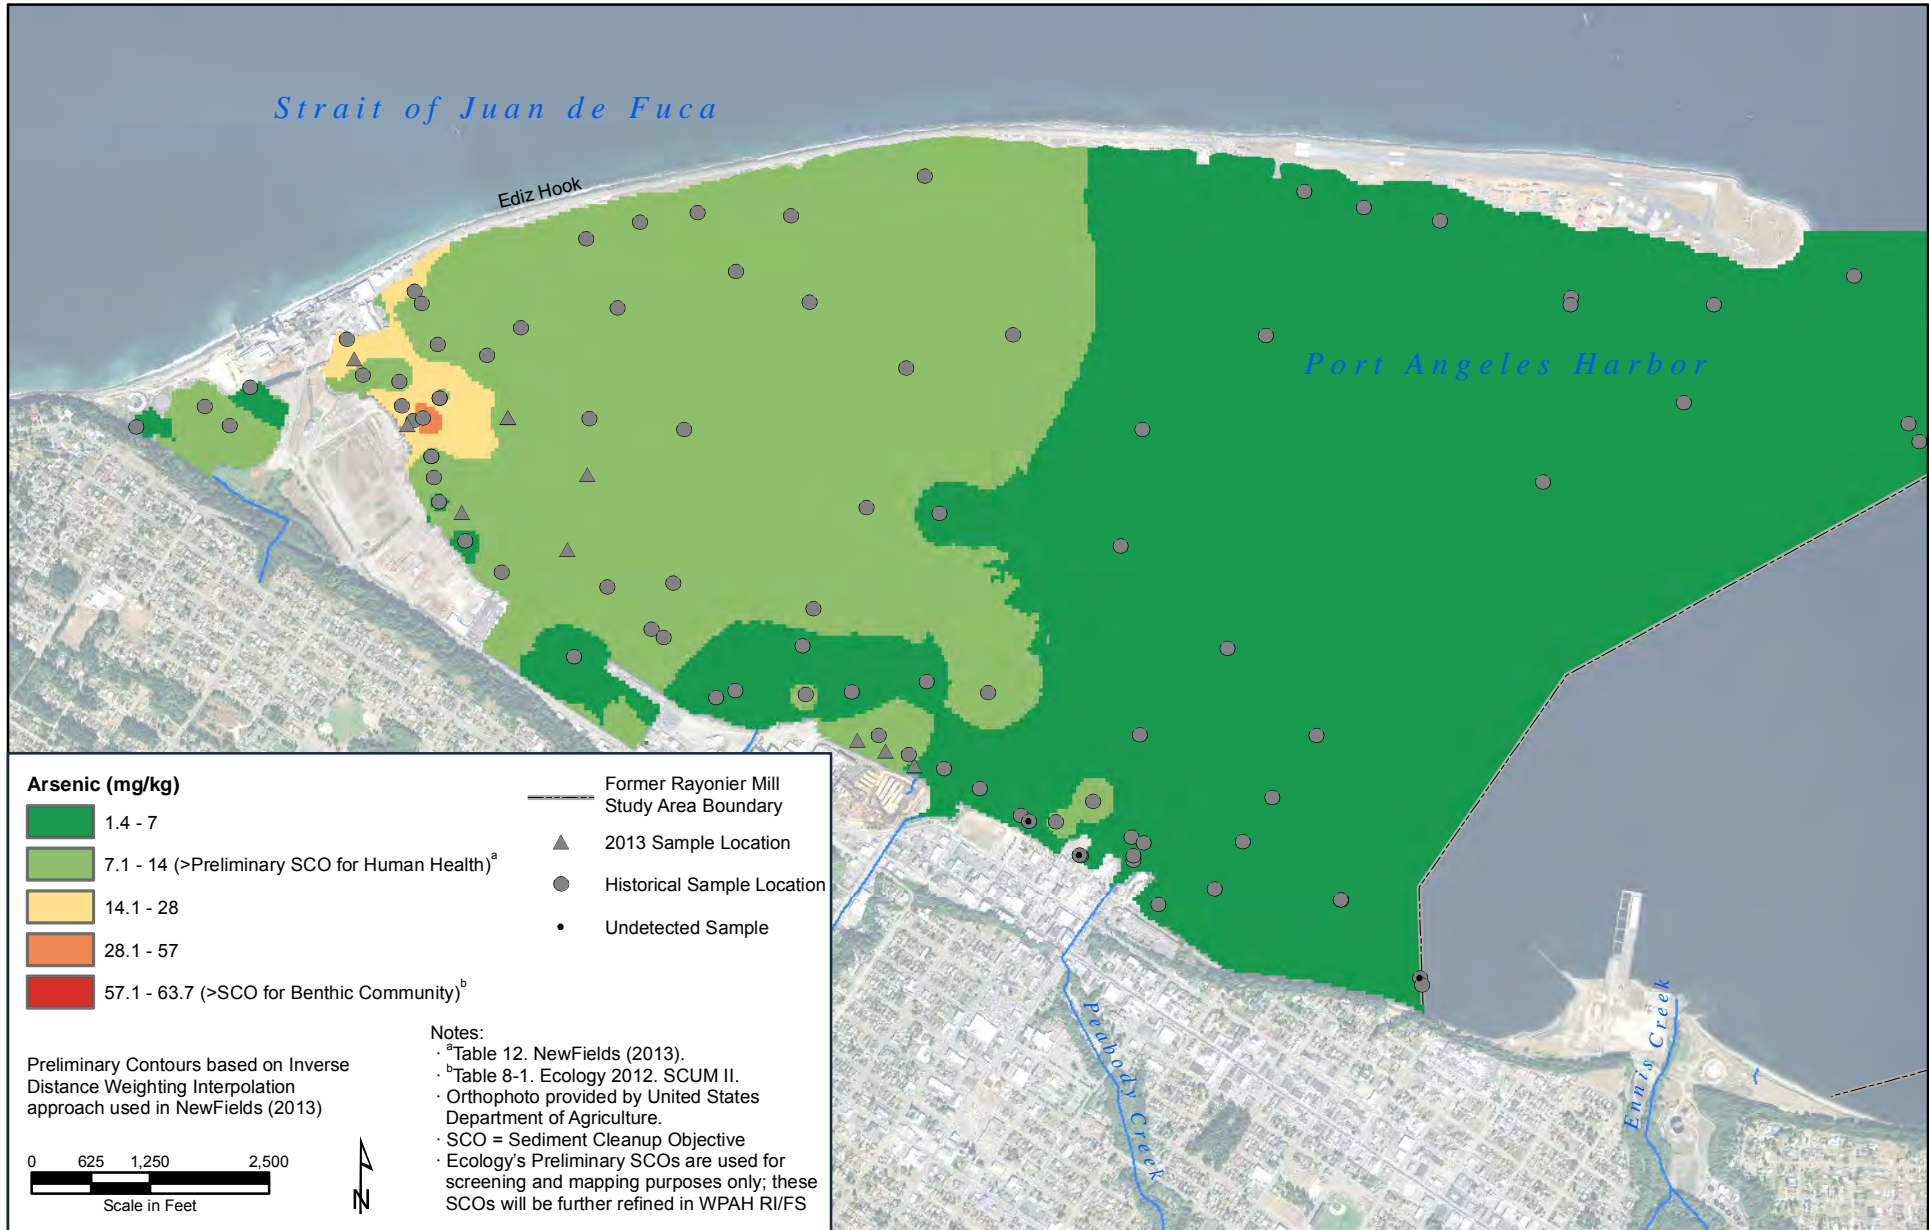 Strait of Juan de Fuca
Ediz Hook
Port Angeles Harbor
Peabody Creek
Ennis Creek
Arsenic (mg/kg)
1.4 - 7
7.1 - 14 (>Preliminary SCO for Human Health)a
14.1 - 28
28.1 - 57
57.1 - 63.7 (>SCO for Benthic Community)b
Former Rayonier Mill
Study Area Boundary
2013 Sample Location
Historical Sample Location
Undetected Sample
Preliminary Contours based on Inverse
Distance Weighting Interpolation
approach used in NewFields (2013)
0 625 1,250 2,500
Scale in Feet
N
Notes:
· aTable 12. NewFields (2013).
· bTable 8-1. Ecology 2012. SCUM II.
· Orthophoto provided by United States
Department of Agriculture.
· SCO = Sediment Cleanup Objective
· Ecology's Preliminary SCOs are used for
screening and mapping purposes only; these
SCOs will be further refined in WPAH RI/FS